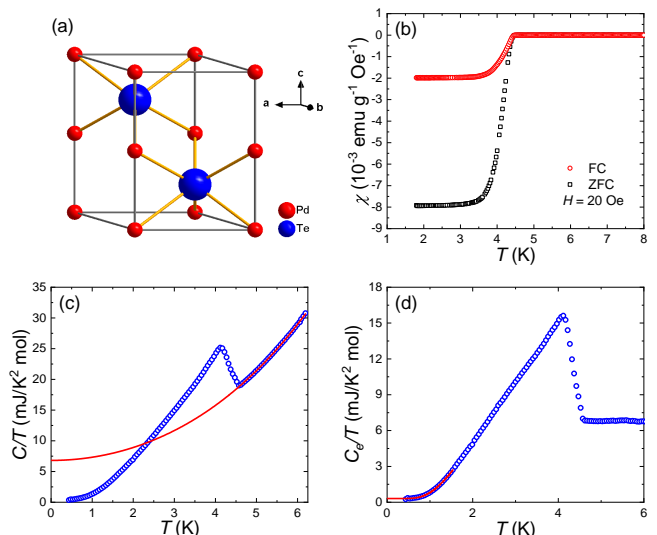 (a)
c
a
b
Pd
Te
(b)
χ (10⁻³ emu g⁻¹ Oe⁻¹)
0
-1
-2
-3
-4
-5
-6
-7
-8
-9
FC
ZFC
H = 20 Oe
1 2 3 4 5 6 7 8
T (K)
(c)
C/T (mJ/K² mol)
35
30
25
20
15
10
5
0
0 1 2 3 4 5 6
T (K)
(d)
Cₑ/T (mJ/K² mol)
18
15
12
9
6
3
0
0 1 2 3 4 5 6
T (K)